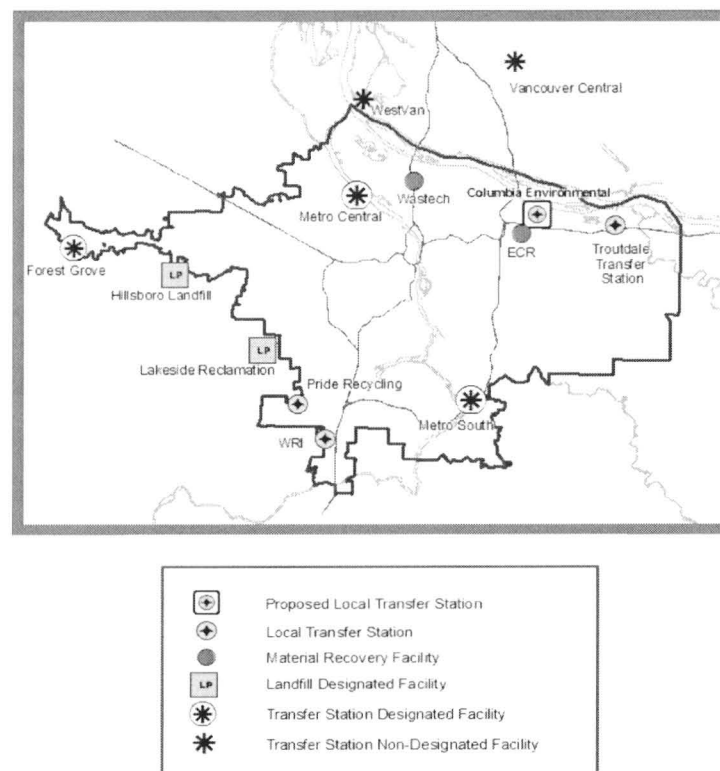 Vancouver Central
WestVan
Wastech
Columbia Environmental
Metro Central
ECR
Troutdale
Transfer
Station
Forest Grove
LP
Hillsboro Landfill
LP
Lakeside Reclamation
Pride Recycling
Metro South
WRI
Proposed Local Transfer Station
Local Transfer Station
Material Recovery Facility
LP Landfill Designated Facility
Transfer Station Designated Facility
Transfer Station Non-Designated Facility